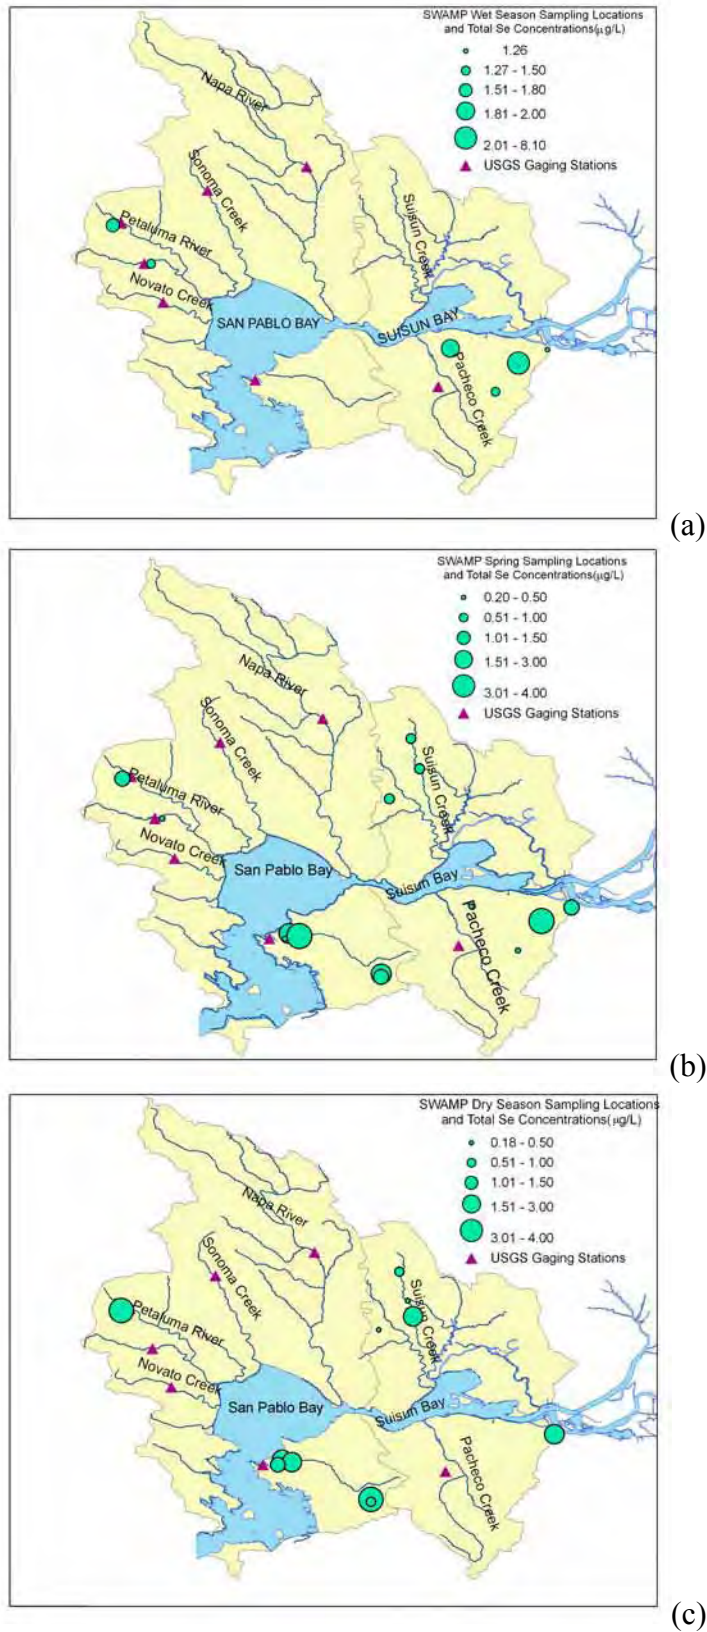 SWAMP Wet Season Sampling Locations
and Total Se Concentrations(µg/L)
1.26
1.27 - 1.50
1.51 - 1.80
1.81 - 2.00
2.01 - 8.10
USGS Gaging Stations
Napa River
Sonoma Creek
Suisun Creek
Petaluma River
Novato Creek
SAN PABLO BAY
SUISUN BAY
Pacheco Creek
(a)
SWAMP Spring Sampling Locations
and Total Se Concentrations(µg/L)
0.20 - 0.50
0.51 - 1.00
1.01 - 1.50
1.51 - 3.00
3.01 - 4.00
USGS Gaging Stations
Napa River
Sonoma Creek
Suisun Creek
Petaluma River
Novato Creek
San Pablo Bay
Suisun Bay
Pacheco Creek
(b)
SWAMP Dry Season Sampling Locations
and Total Se Concentrations( µg/L)
0.18 - 0.50
0.51 - 1.00
1.01 - 1.50
1.51 - 3.00
3.01 - 4.00
USGS Gaging Stations
Napa River
Sonoma Creek
Suisun Creek
Petaluma River
Novato Creek
San Pablo Bay
Suisun Bay
Pacheco Creek
(c)